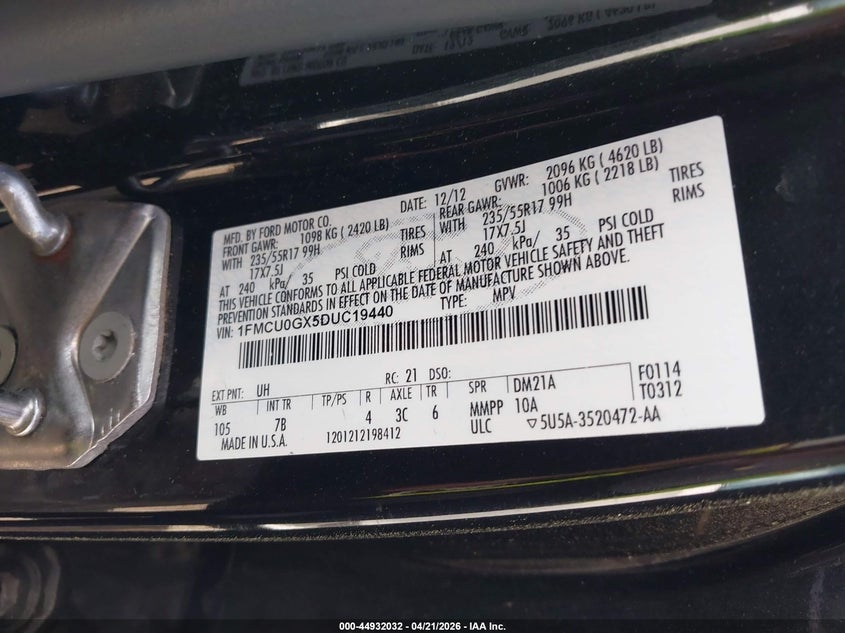 MFD. BY FORD MOTOR CO.
DATE: 12/12
GVWR: 2096 KG ( 4620 LB)
FRONT GAWR: 1098 KG ( 2420 LB)
REAR GAWR: 1006 KG ( 2218 LB)
WITH 235/55R17 99H TIRES
WITH 235/55R17 99H TIRES
17X7.5J RIMS
17X7.5J RIMS
AT 240 kPa/ 35 PSI COLD
AT 240 kPa/ 35 PSI COLD
THIS VEHICLE CONFORMS TO ALL APPLICABLE FEDERAL MOTOR VEHICLE SAFETY AND THEFT
PREVENTION STANDARDS IN EFFECT ON THE DATE OF MANUFACTURE SHOWN ABOVE.
VIN: 1FMCU0GX5DUC19440
TYPE: MPV
EXT PNT: UH RC: 21 DSO:
WB INT TR TP/PS R AXLE TR SPR DM21A F0114
105 7B 4 3C 6 MMPP 10A T0312
MADE IN U.S.A. 1201212198412 ULC ▽5U5A-3520472-AA
000-44932032 - 04/21/2026 - IAA Inc.